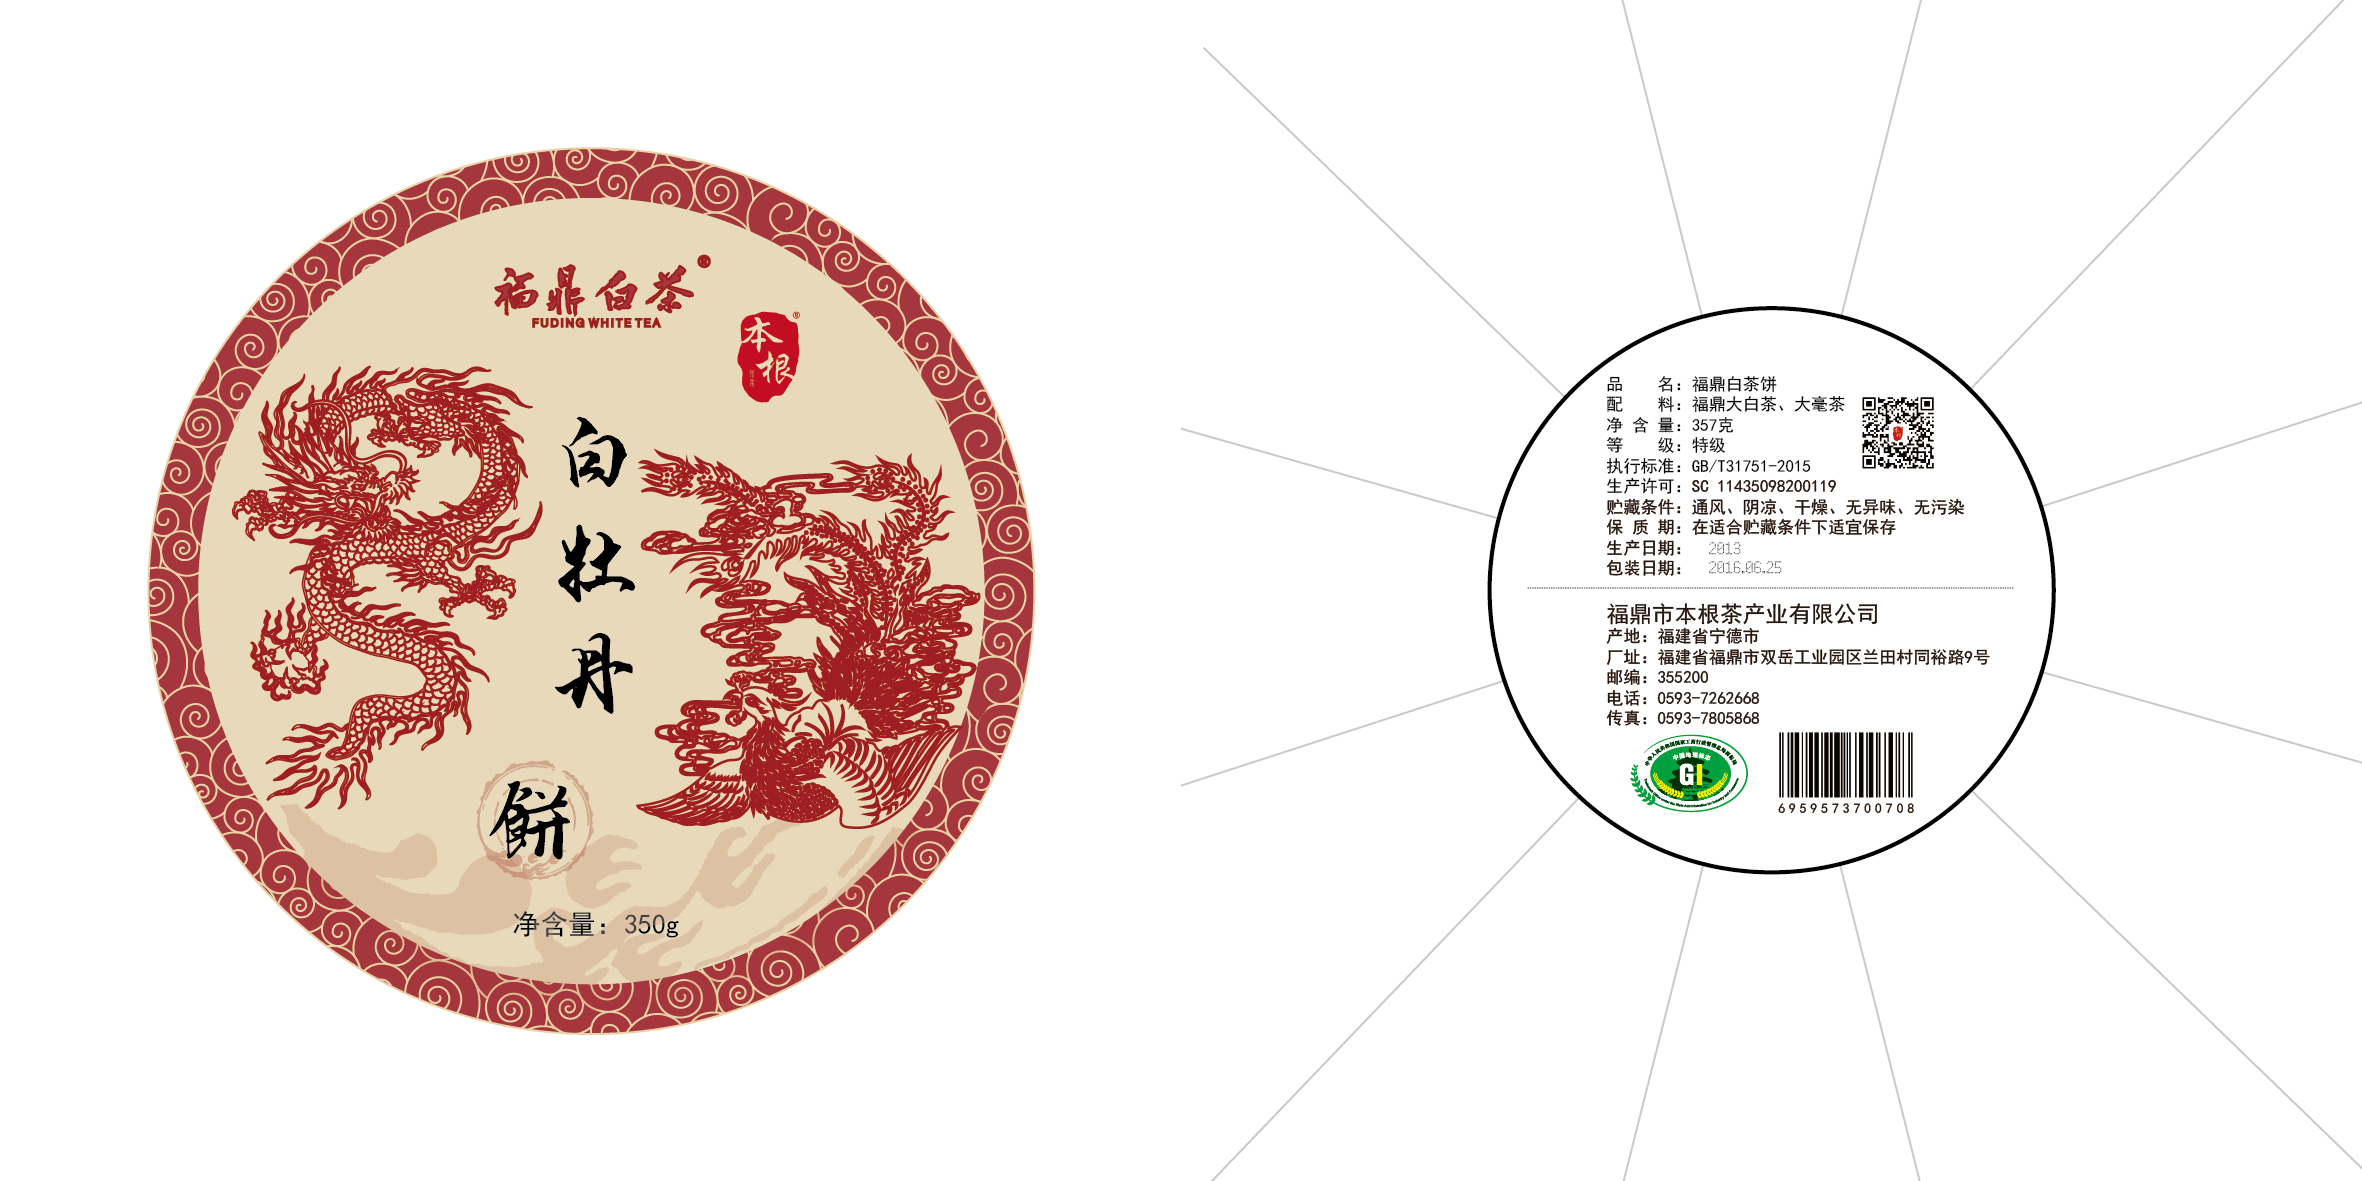 福鼎白茶®
FUDING WHITE TEA
本根®
白牡丹
餅
净含量：350g
品名：福鼎白茶饼
配料：福鼎大白茶、大毫茶
净含量：357克
等级：特级
执行标准：GB/T31751-2015
生产许可：SC 11435098200119
贮藏条件：通风、阴凉、干燥、无异味、无污染
保质期：在适合贮藏条件下适宜保存
生产日期：2013
包装日期：2016.06.25
福鼎市本根茶产业有限公司
产地：福建省宁德市
厂址：福建省福鼎市双岳工业园区兰田村同裕路9号
邮编：355200
电话：0593-7262668
传真：0593-7805868
中国地理标志
GI
6959573700708